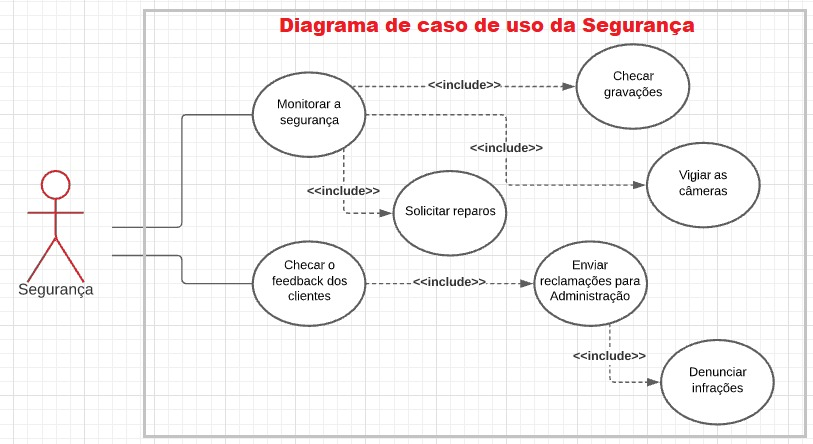 Diagrama de caso de uso da Segurança
Monitorar a
segurança
<<include>>
Checar
gravações
<<include>>
Vigiar as
câmeras
<<include>>
Solicitar reparos
Segurança
Checar o
feedback dos
clientes
<<include>>
Enviar
reclamações para
Administração
<<include>>
Denunciar
infrações